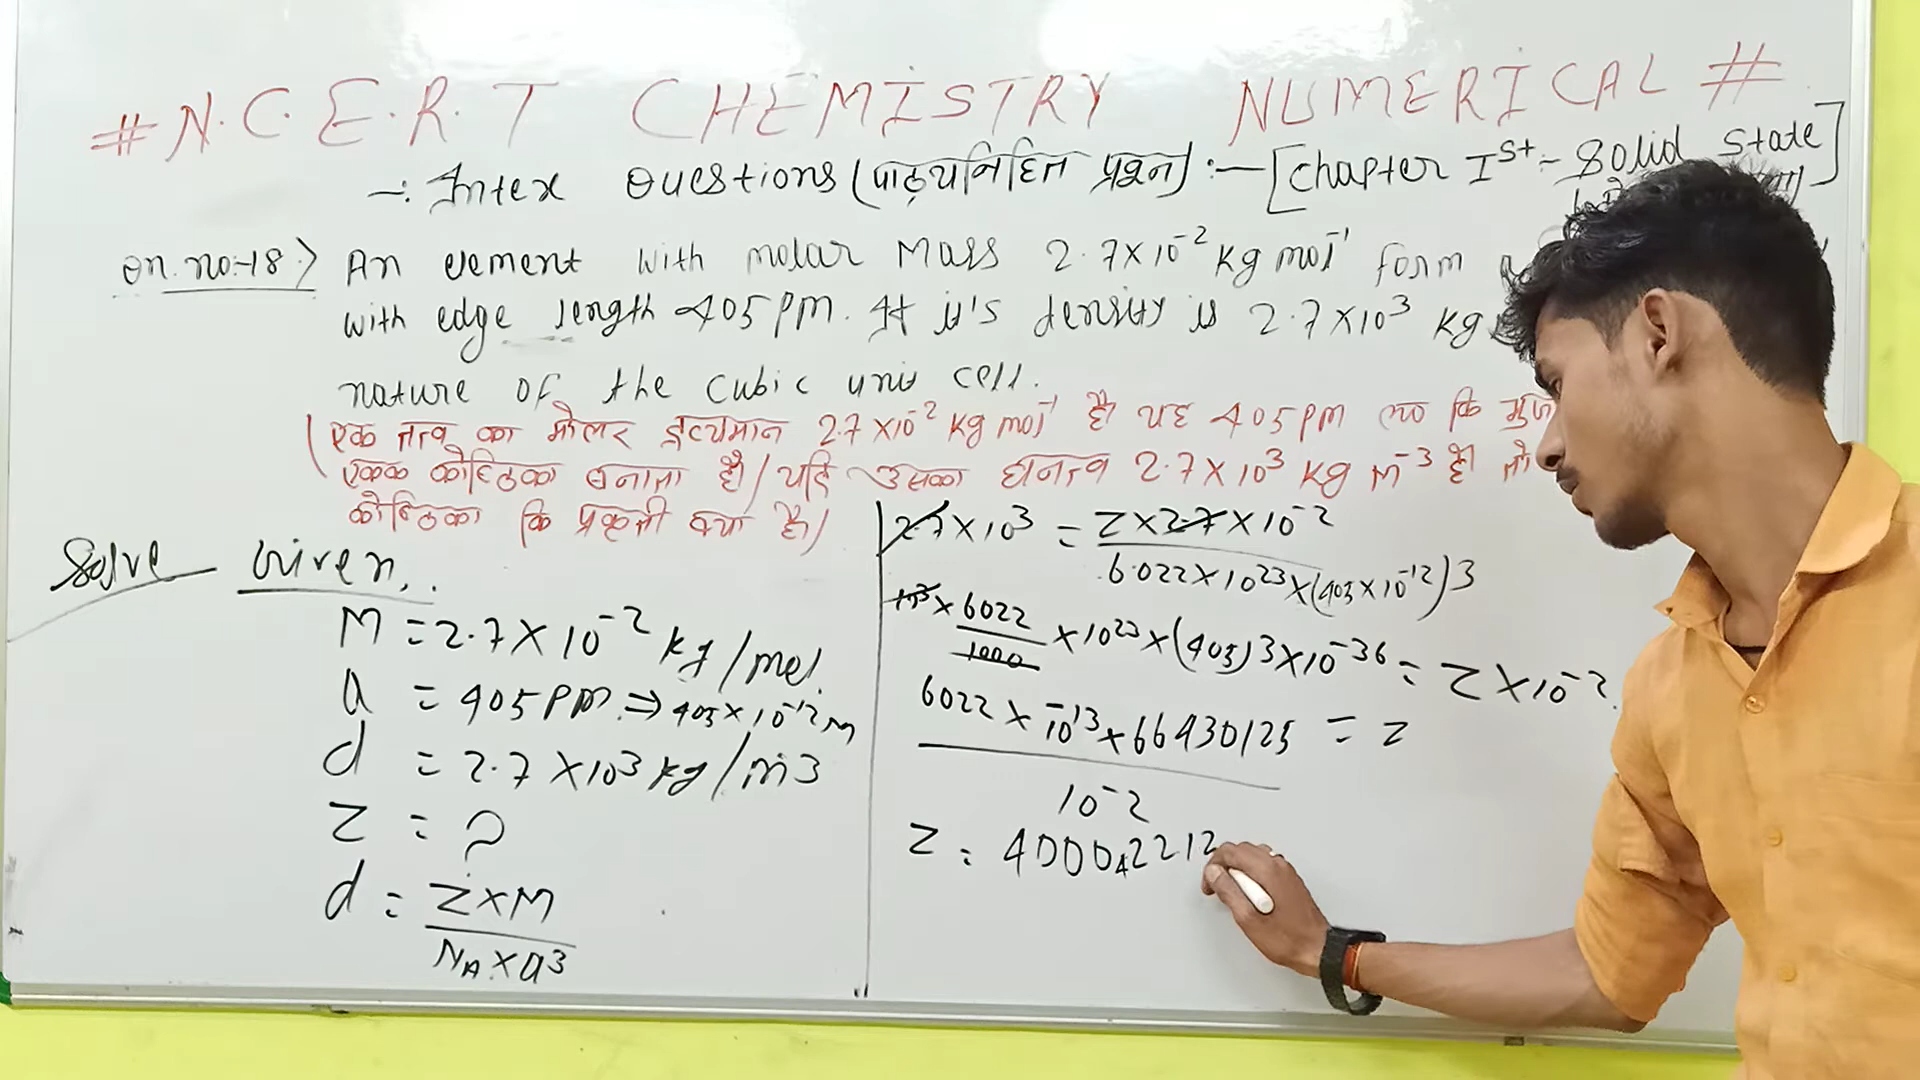 # N.C.E.R.T CHEMISTRY NUMERICAL #
-: Intex Questions (पाठ्यनिहित प्रश्न) :- [Chapter Ist:- Solid State]
on.no:-18:> An element with molar Mass 2.7×10⁻² kg mol⁻¹ form
with edge length 405 pm. If it's density is 2.7×10³ kg
nature of the cubic unit cell.
(एक तत्व का मोलर द्रव्यमान 2.7×10⁻² kg mol⁻¹ है। यह 405 pm लं० कि भुजा
एकक कोष्ठिका बनाता है। यदि उसका घनत्व 2.7×10³ kg m⁻³ है। तो
कोष्ठिका कि प्रकृती क्या है।
Solve Given,
M = 2.7×10⁻² kg/mol.
a = 405 pm. ⇒ 405×10⁻¹² m
d = 2.7×10³ kg/m3
Z = ?
d = Z×M
N_A×a³
2.7×10³ = Z×2.7×10⁻²
6.022×10²³×(405×10⁻¹²)3
10³× 6022 ×10²³×(405)3×10⁻³⁶ = Z×10⁻².
1000
6022×10⁻¹³×66430125 = Z
10⁻²
Z = 400042212